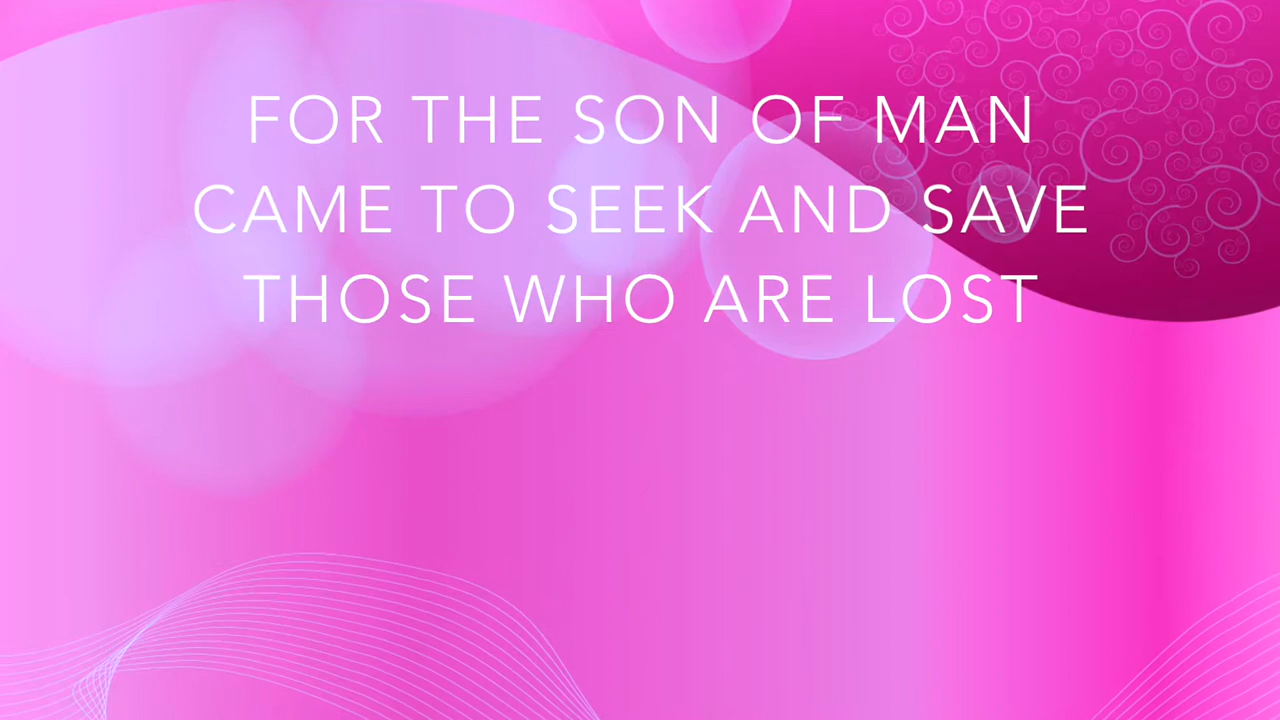 FOR THE SON OF MAN
CAME TO SEEK AND SAVE
THOSE WHO ARE LOST